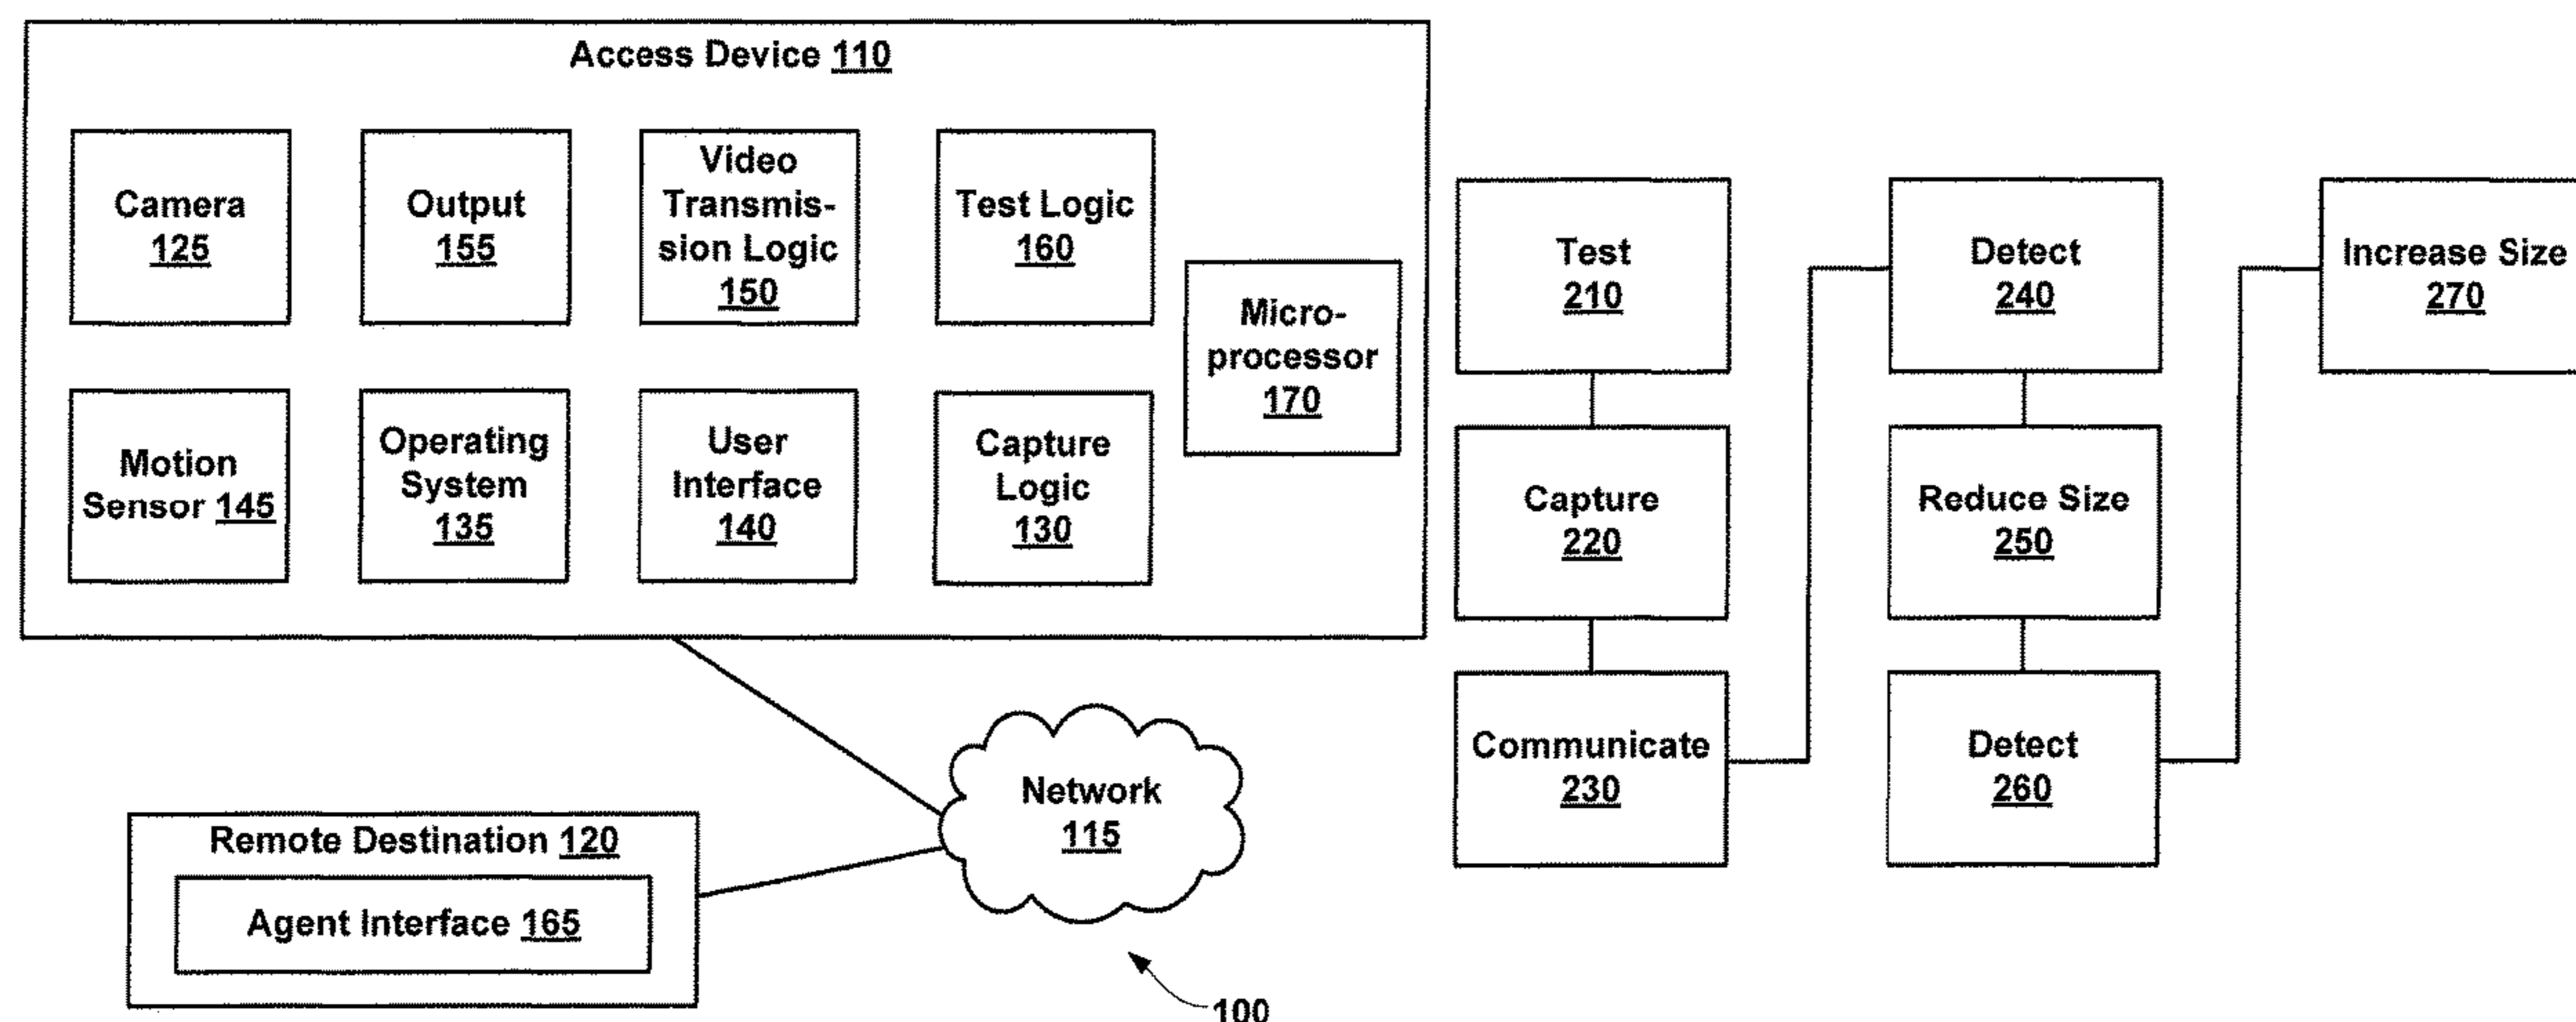 Access Device 110
Camera
125
Output
155
Video
Transmis-
sion Logic
150
Test Logic
160
Micro-
processor
170
Motion
Sensor 145
Operating
System
135
User
Interface
140
Capture
Logic
130
Remote Destination 120
Agent Interface 165
Network
115
100
Test
210
Capture
220
Communicate
230
Detect
240
Reduce Size
250
Detect
260
Increase Size
270